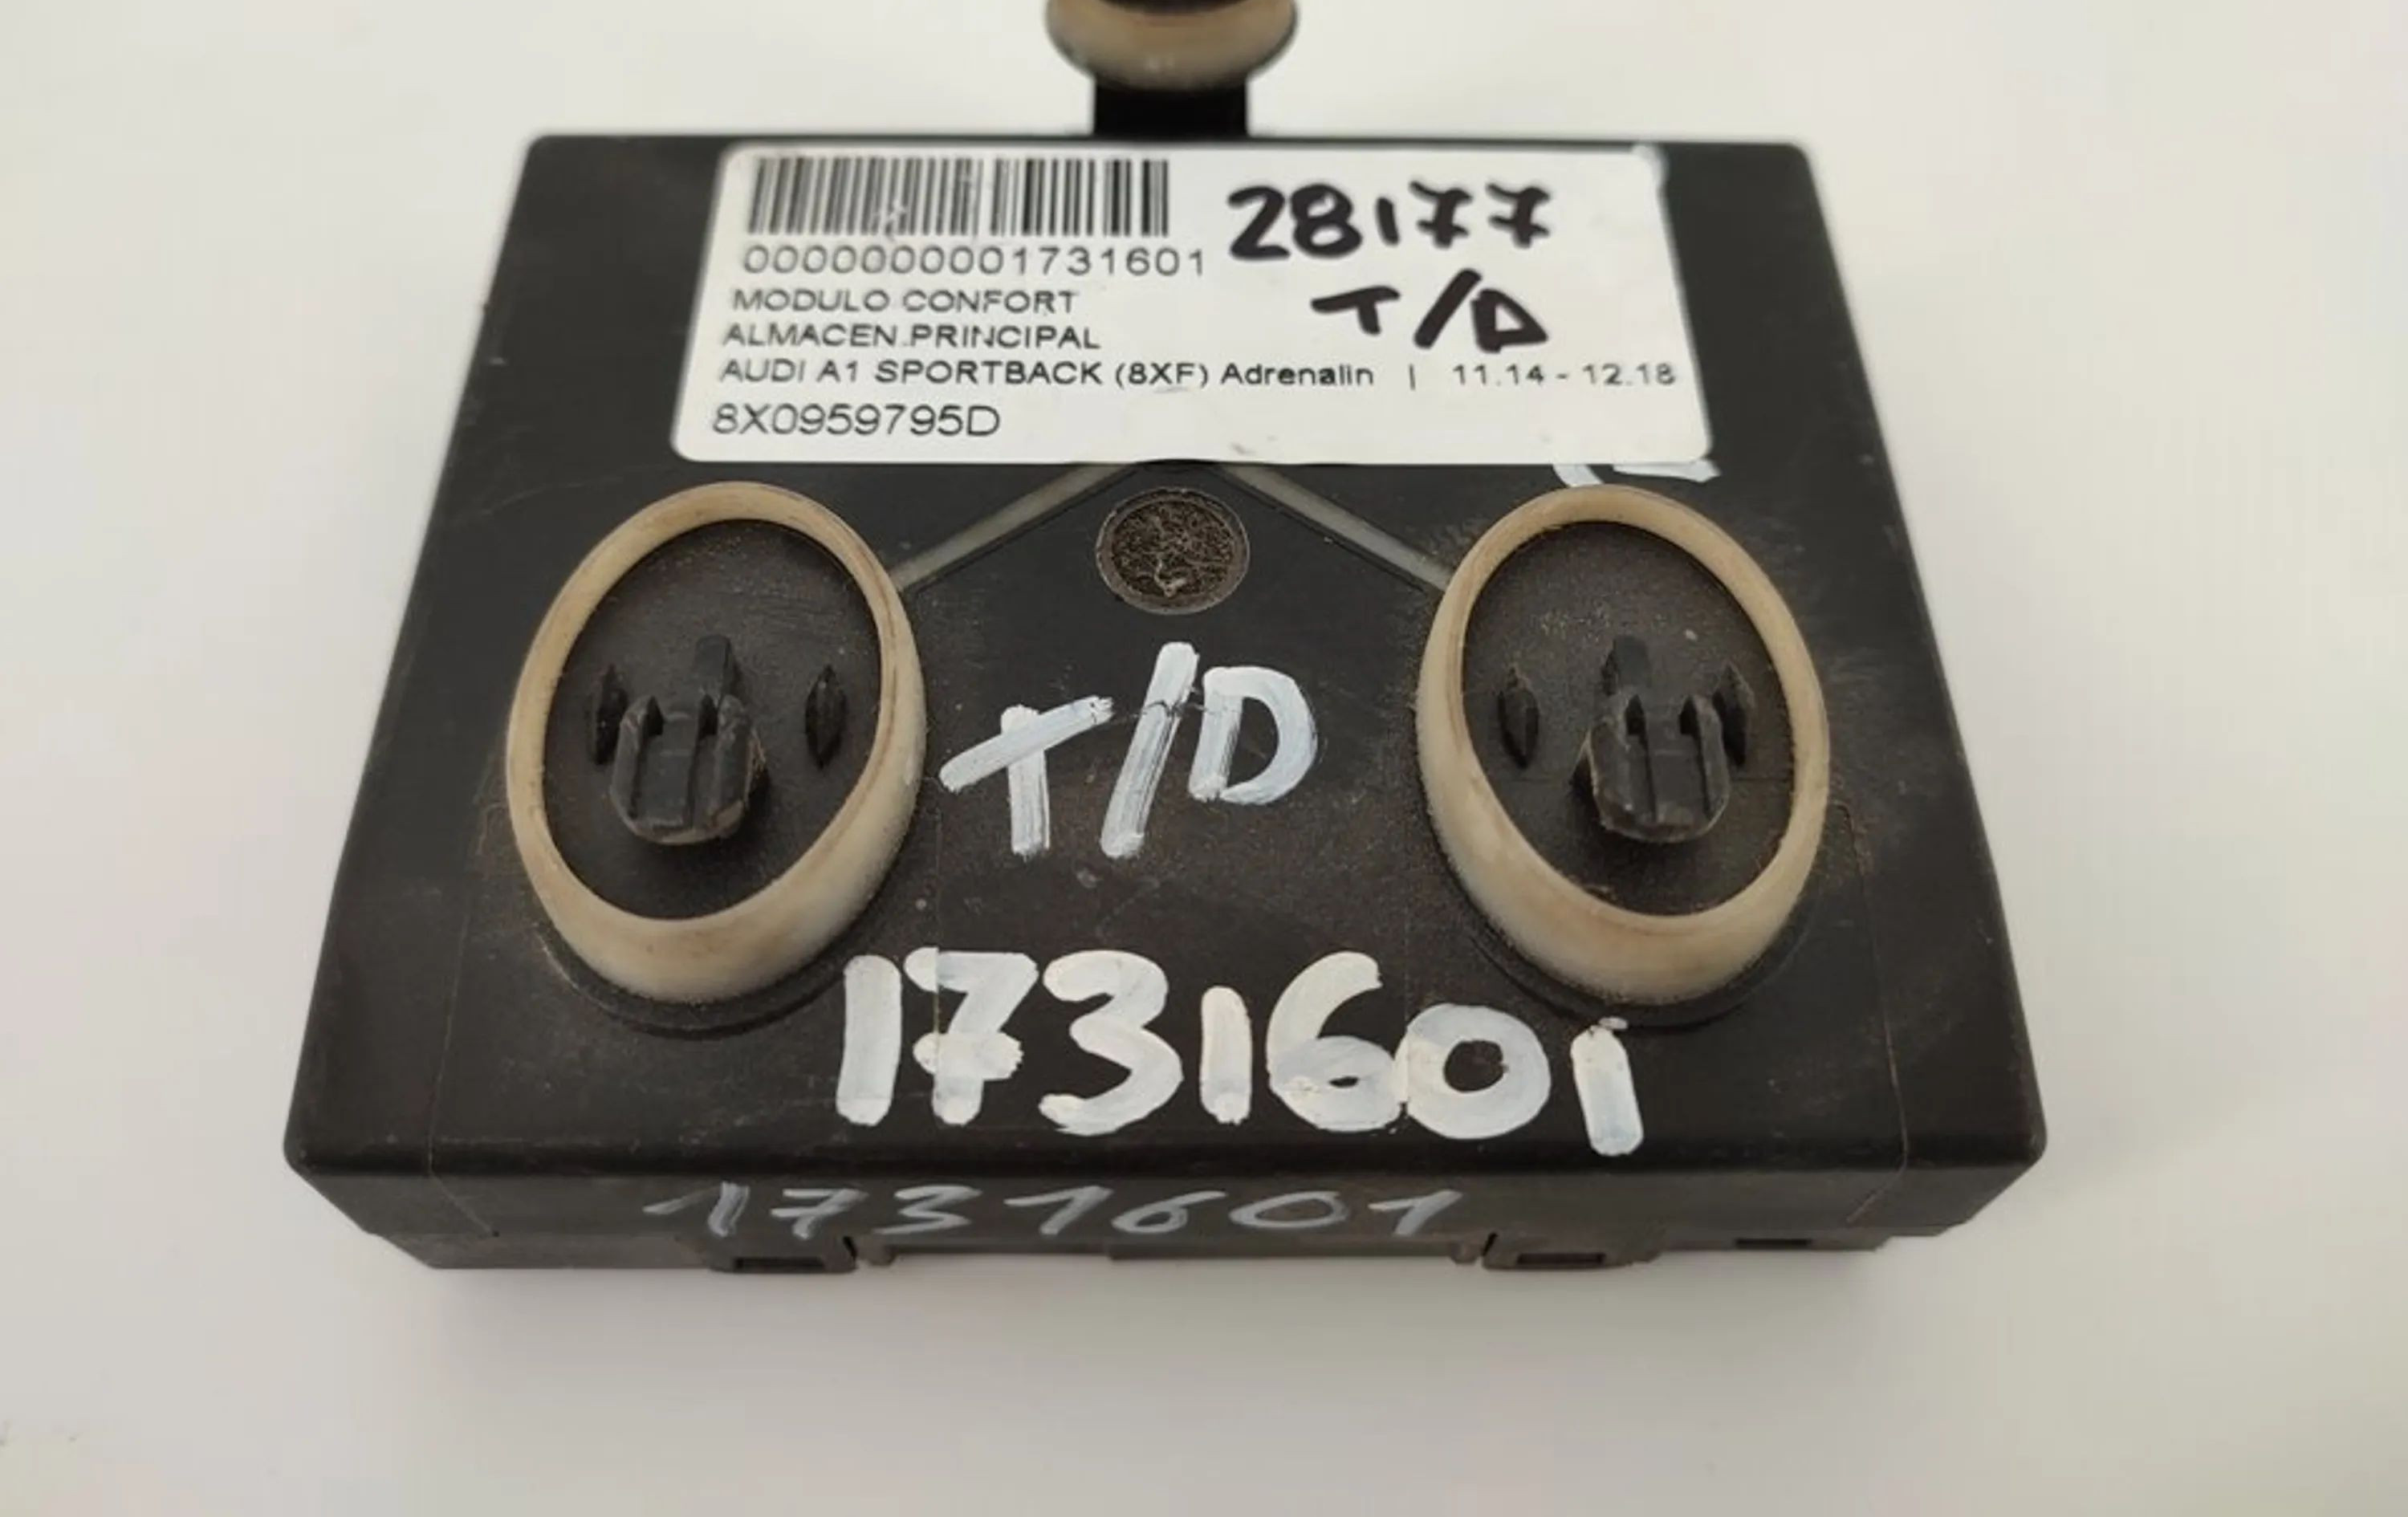 28177
0000000001731601
T/D
MODULO CONFORT
ALMACEN.PRINCIPAL
AUDI A1 SPORTBACK (8XF) Adrenalin | 11.14 - 12.18
8X0959795D
T/D
1731601
1731601